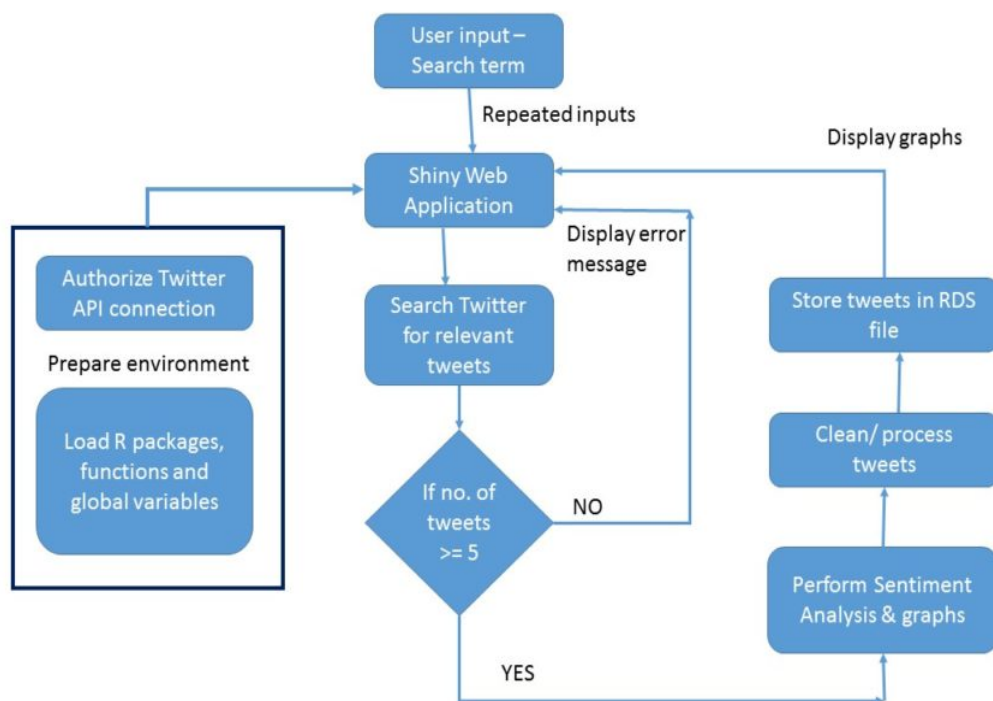 User input –
Search term
Repeated inputs
Display graphs
Shiny Web
Application
Display error
message
Authorize Twitter
API connection
Prepare environment
Load R packages,
functions and
global variables
Search Twitter
for relevant
tweets
Store tweets in RDS
file
Clean/ process
tweets
If no. of
tweets
>= 5
NO
Perform Sentiment
Analysis & graphs
YES